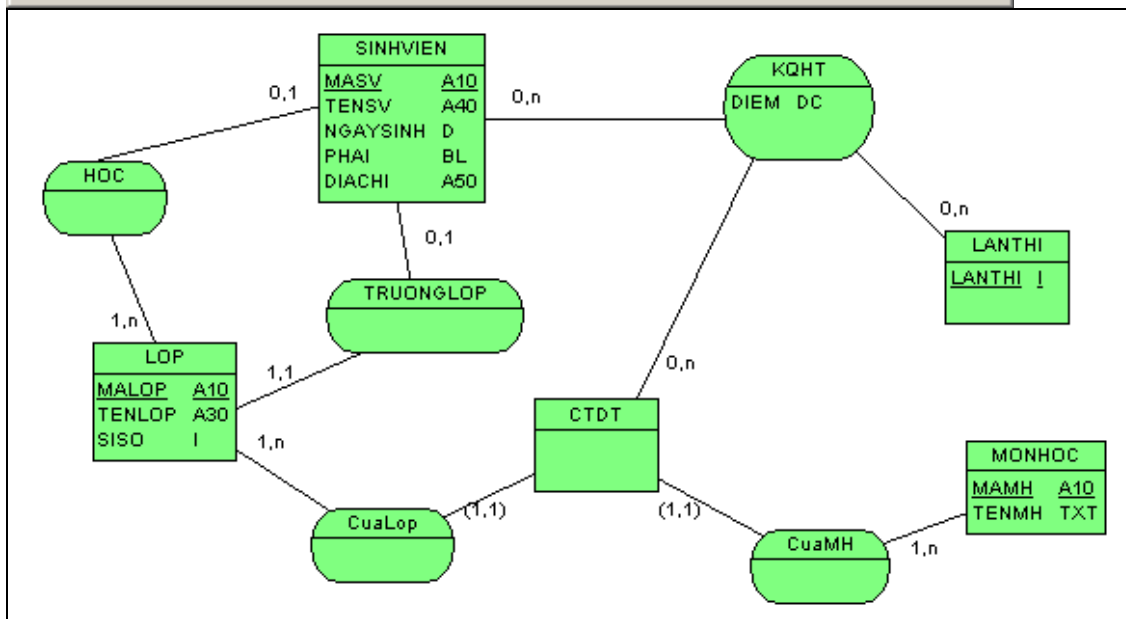 SINHVIEN
MASV A10
TENSV A40
NGAYSINH D
PHAI BL
DIACHI A50
KQHT
DIEM DC
0,1
0,n
HOC
0,1
0,n
LANTHI
LANTHI I
TRUONGLOP
1,n
LOP
MALOP A10
TENLOP A30
SISO I
1,1
0,n
CTDT
1,n
MONHOC
MAMH A10
TENMH TXT
(1,1)
(1,1)
CuaLop
CuaMH
1,n